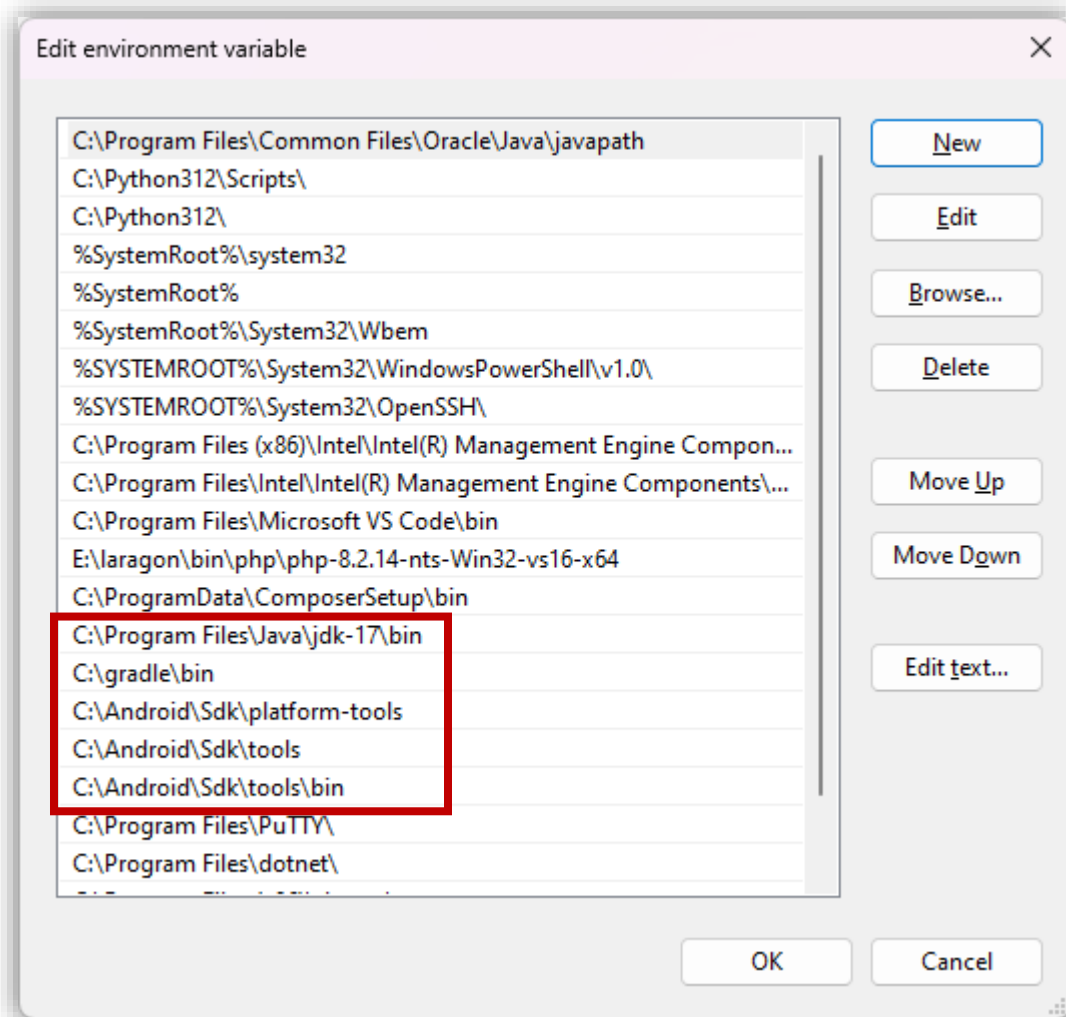 Edit environment variable
C:\Program Files\Common Files\Oracle\Java\javapath
New
C:\Python312\Scripts\
C:\Python312\
Edit
%SystemRoot%\system32
%SystemRoot%
Browse...
%SystemRoot%\System32\Wbem
%SYSTEMROOT%\System32\WindowsPowerShell\v1.0\
Delete
%SYSTEMROOT%\System32\OpenSSH\
C:\Program Files (x86)\Intel\Intel(R) Management Engine Compon...
C:\Program Files\Intel\Intel(R) Management Engine Components\...
Move Up
C:\Program Files\Microsoft VS Code\bin
E:\laragon\bin\php\php-8.2.14-nts-Win32-vs16-x64
Move Down
C:\ProgramData\ComposerSetup\bin
C:\Program Files\Java\jdk-17\bin
C:\gradle\bin
Edit text...
C:\Android\Sdk\platform-tools
C:\Android\Sdk\tools
C:\Android\Sdk\tools\bin
C:\Program Files\PuTTY\
C:\Program Files\dotnet\
OK
Cancel